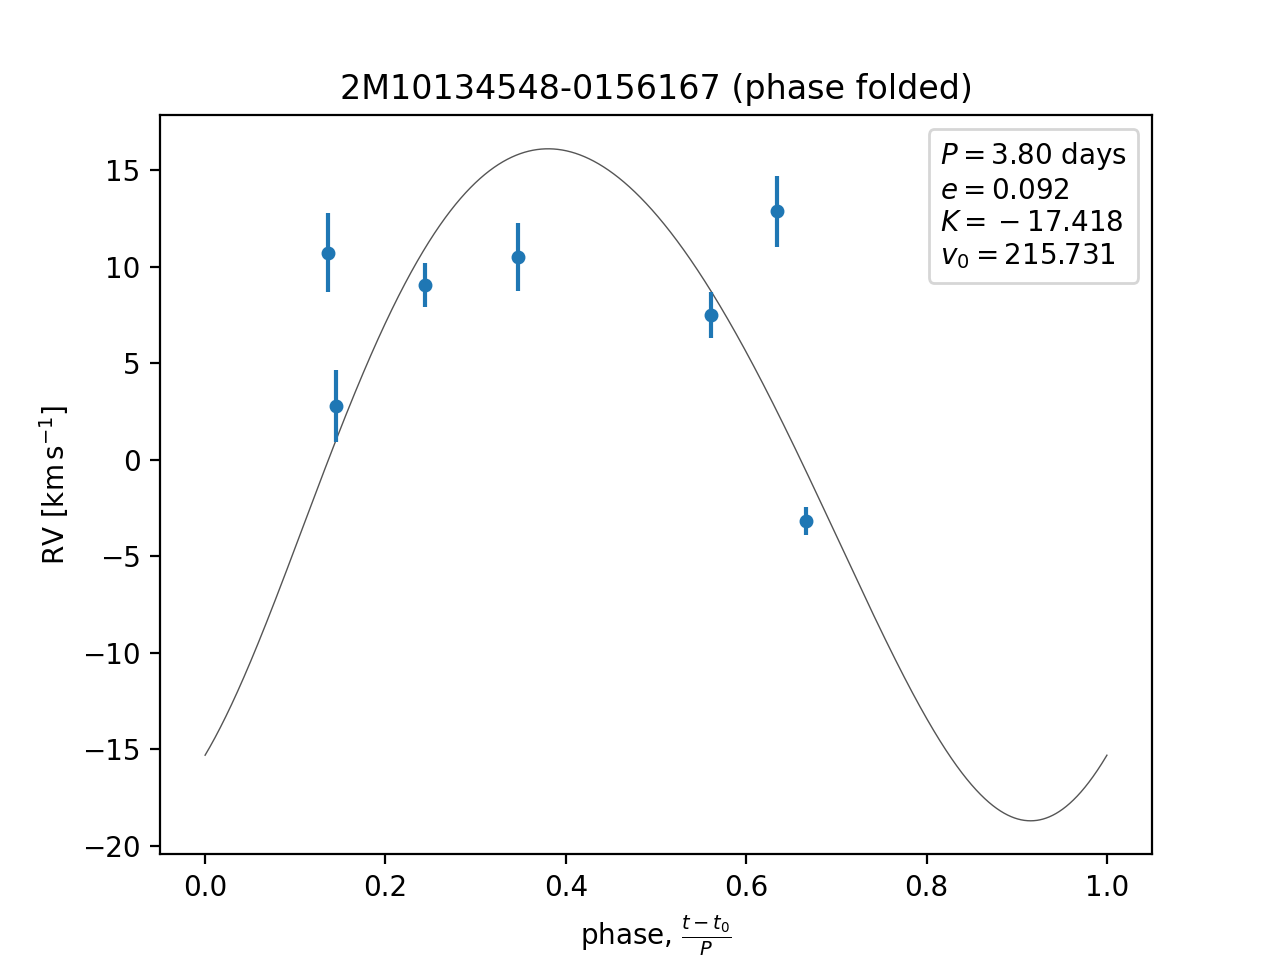 2M10134548-0156167 (phase folded)
P = 3.80 days
e = 0.092
K = −17.418
v₀ = 215.731
RV [km s⁻¹]
15
10
5
0
−5
−10
−15
−20
0.0 0.2 0.4 0.6 0.8 1.0
phase, (t − t₀)/P